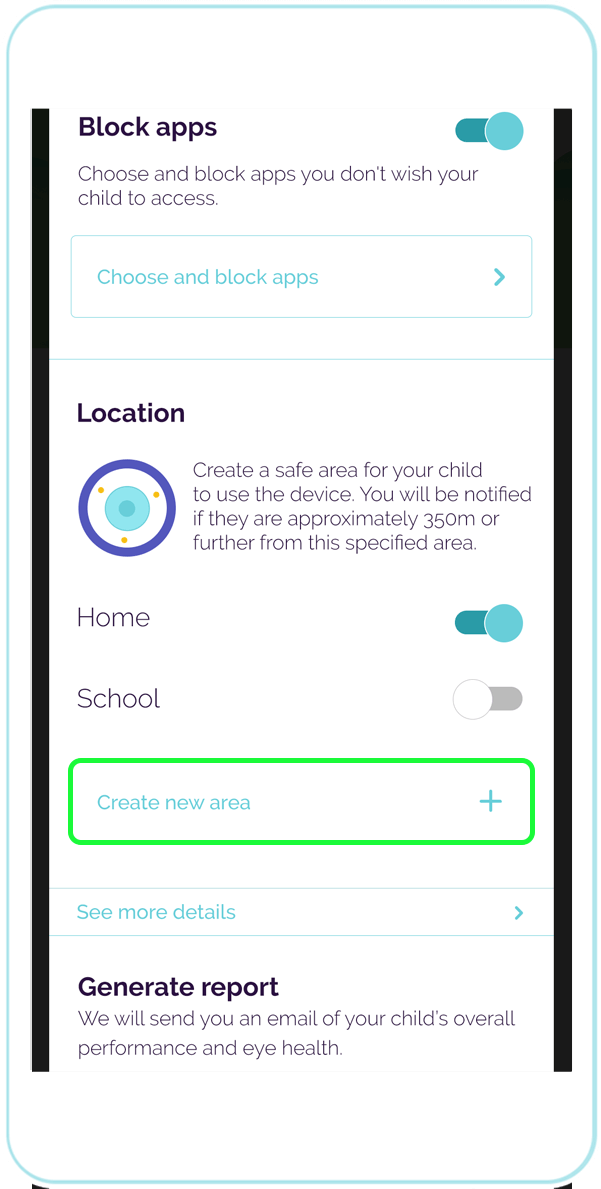 Block apps
Choose and block apps you don't wish your
child to access.
Choose and block apps
Location
Create a safe area for your child
to use the device. You will be notified
if they are approximately 350m or
further from this specified area.
Home
School
Create new area
See more details
Generate report
We will send you an email of your child's overall
performance and eye health.